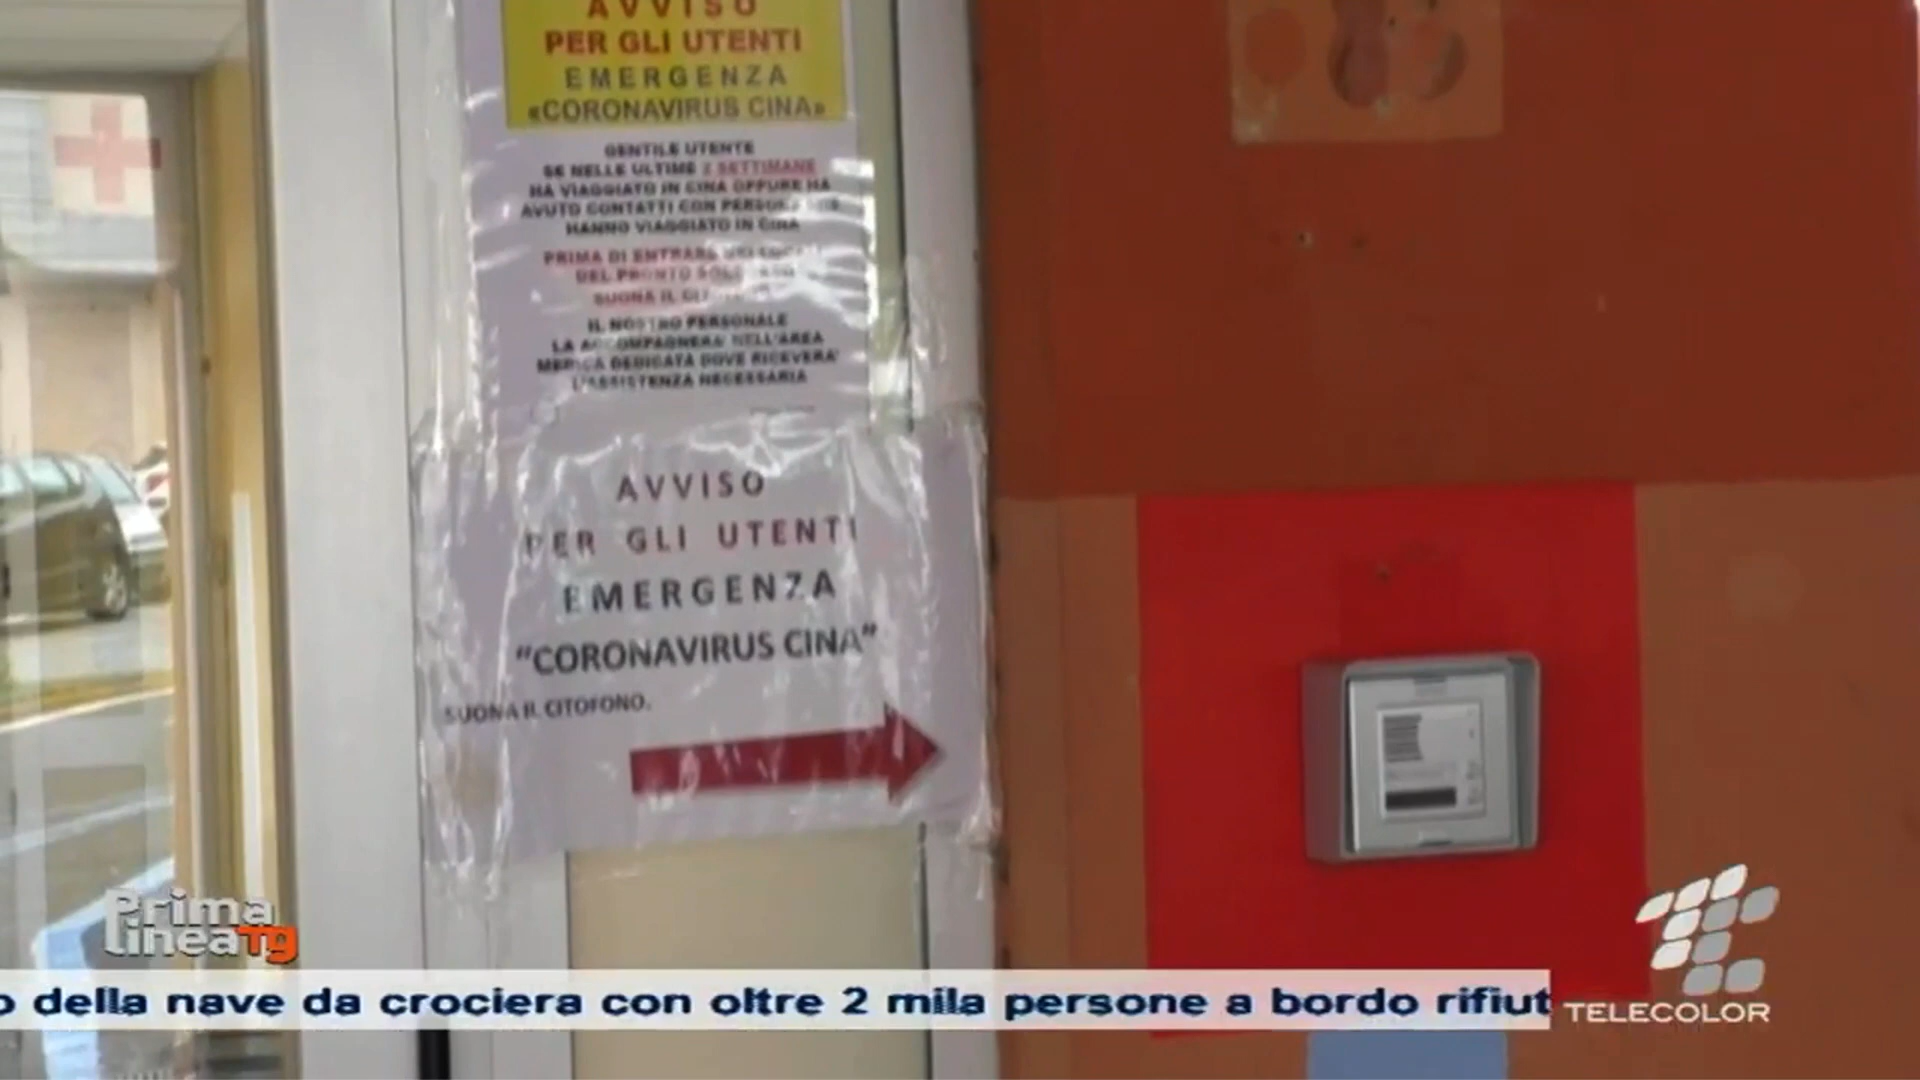 AVVISO
PER GLI UTENTI
EMERGENZA
«CORONAVIRUS CINA»
GENTILE UTENTE
SE NELLE ULTIME 2 SETTIMANE
HA VIAGGIATO IN CINA OPPURE HA
AVUTO CONTATTI CON PERSONE CHE
HANNO VIAGGIATO IN CINA
PRIMA DI ENTRARE NEI
DEL PRONTO SOCCORSO
SUONA IL
IL NOSTRO PERSONALE
LA ACCOMPAGNERA' NELL'AREA
MEDICA DEDICATA DOVE RICEVERA'
L'ASSISTENZA NECESSARIA
AVVISO
PER GLI UTENTI
EMERGENZA
"CORONAVIRUS CINA"
SUONA IL CITOFONO.
Prima
linea TG
o della nave da crociera con oltre 2 mila persone a bordo rifiut
TELECOLOR